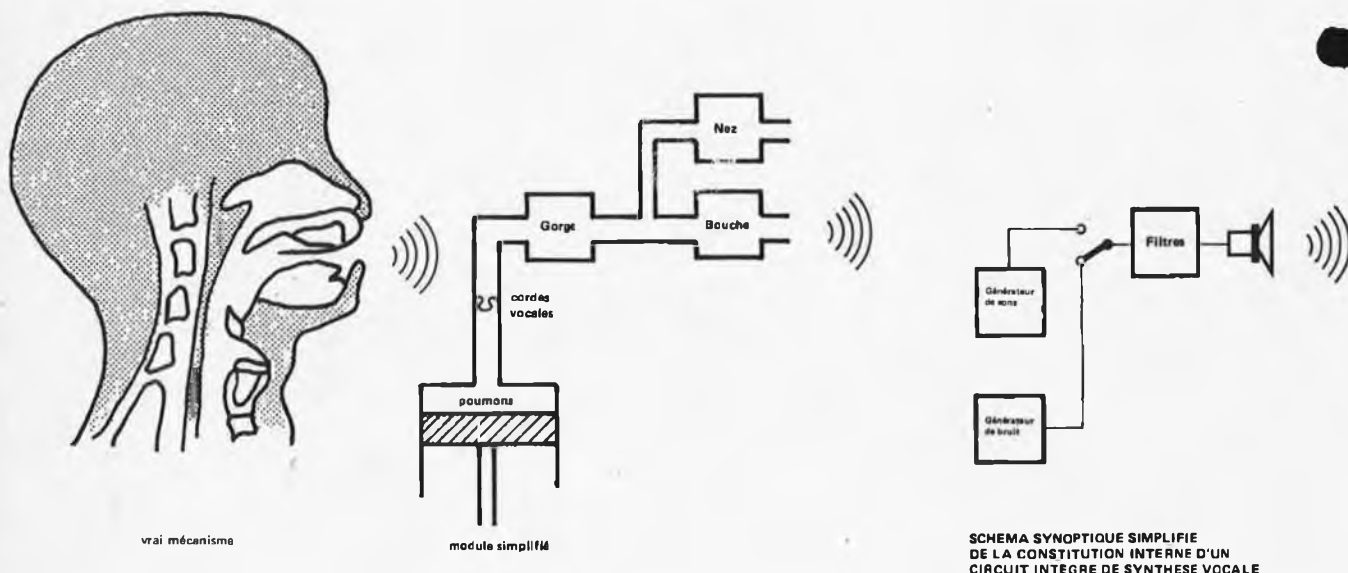 Nez
Gorge
Bouche
cordes
vocales
poumons
vrai mécanisme
module simplifié
Filtres
Générateur
de sons
Générateur
de bruit
SCHEMA SYNOPTIQUE SIMPLIFIE
DE LA CONSTITUTION INTERNE D'UN
CIRCUIT INTEGRE DE SYNTHESE VOCALE